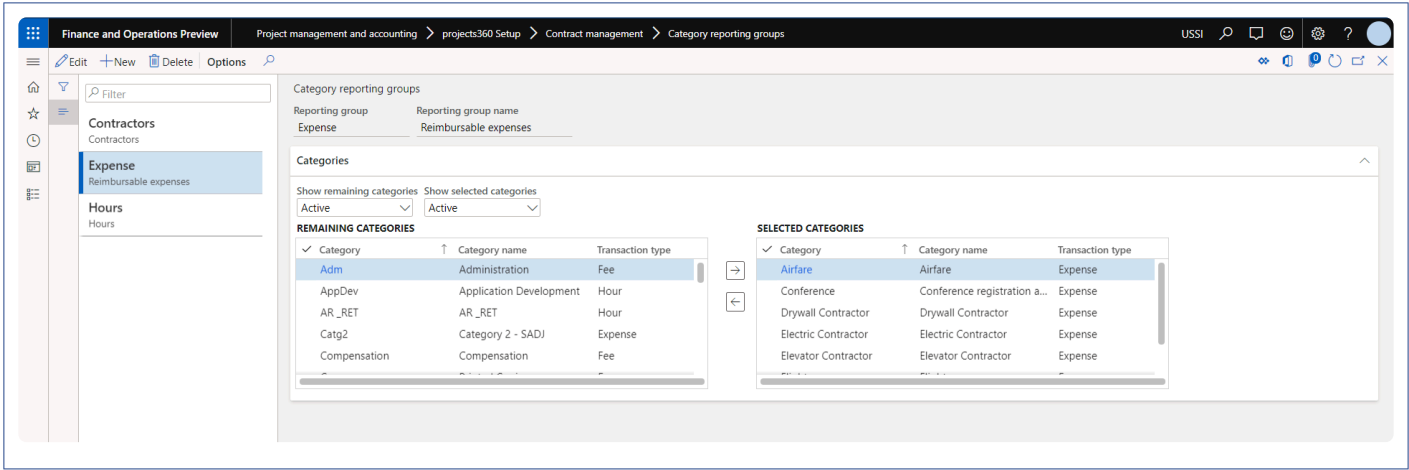 Finance and Operations Preview Project management and accounting > projects360 Setup > Contract management > Category reporting groups USSI ?
Edit New Delete Options 0
Filter
Contractors
Contractors
Expense
Reimbursable expenses
Hours
Hours
Category reporting groups
Reporting group Reporting group name
Expense Reimbursable expenses
Categories
Show remaining categories Show selected categories
Active Active
REMAINING CATEGORIES SELECTED CATEGORIES
Category Category name Transaction type Category Category name Transaction type
Adm Administration Fee Airfare Airfare Expense
AppDev Application Development Hour Conference Conference registration a... Expense
AR _RET AR _RET Hour Drywall Contractor Drywall Contractor Expense
Catg2 Category 2 - SADJ Expense Electric Contractor Electric Contractor Expense
Compensation Compensation Fee Elevator Contractor Elevator Contractor Expense